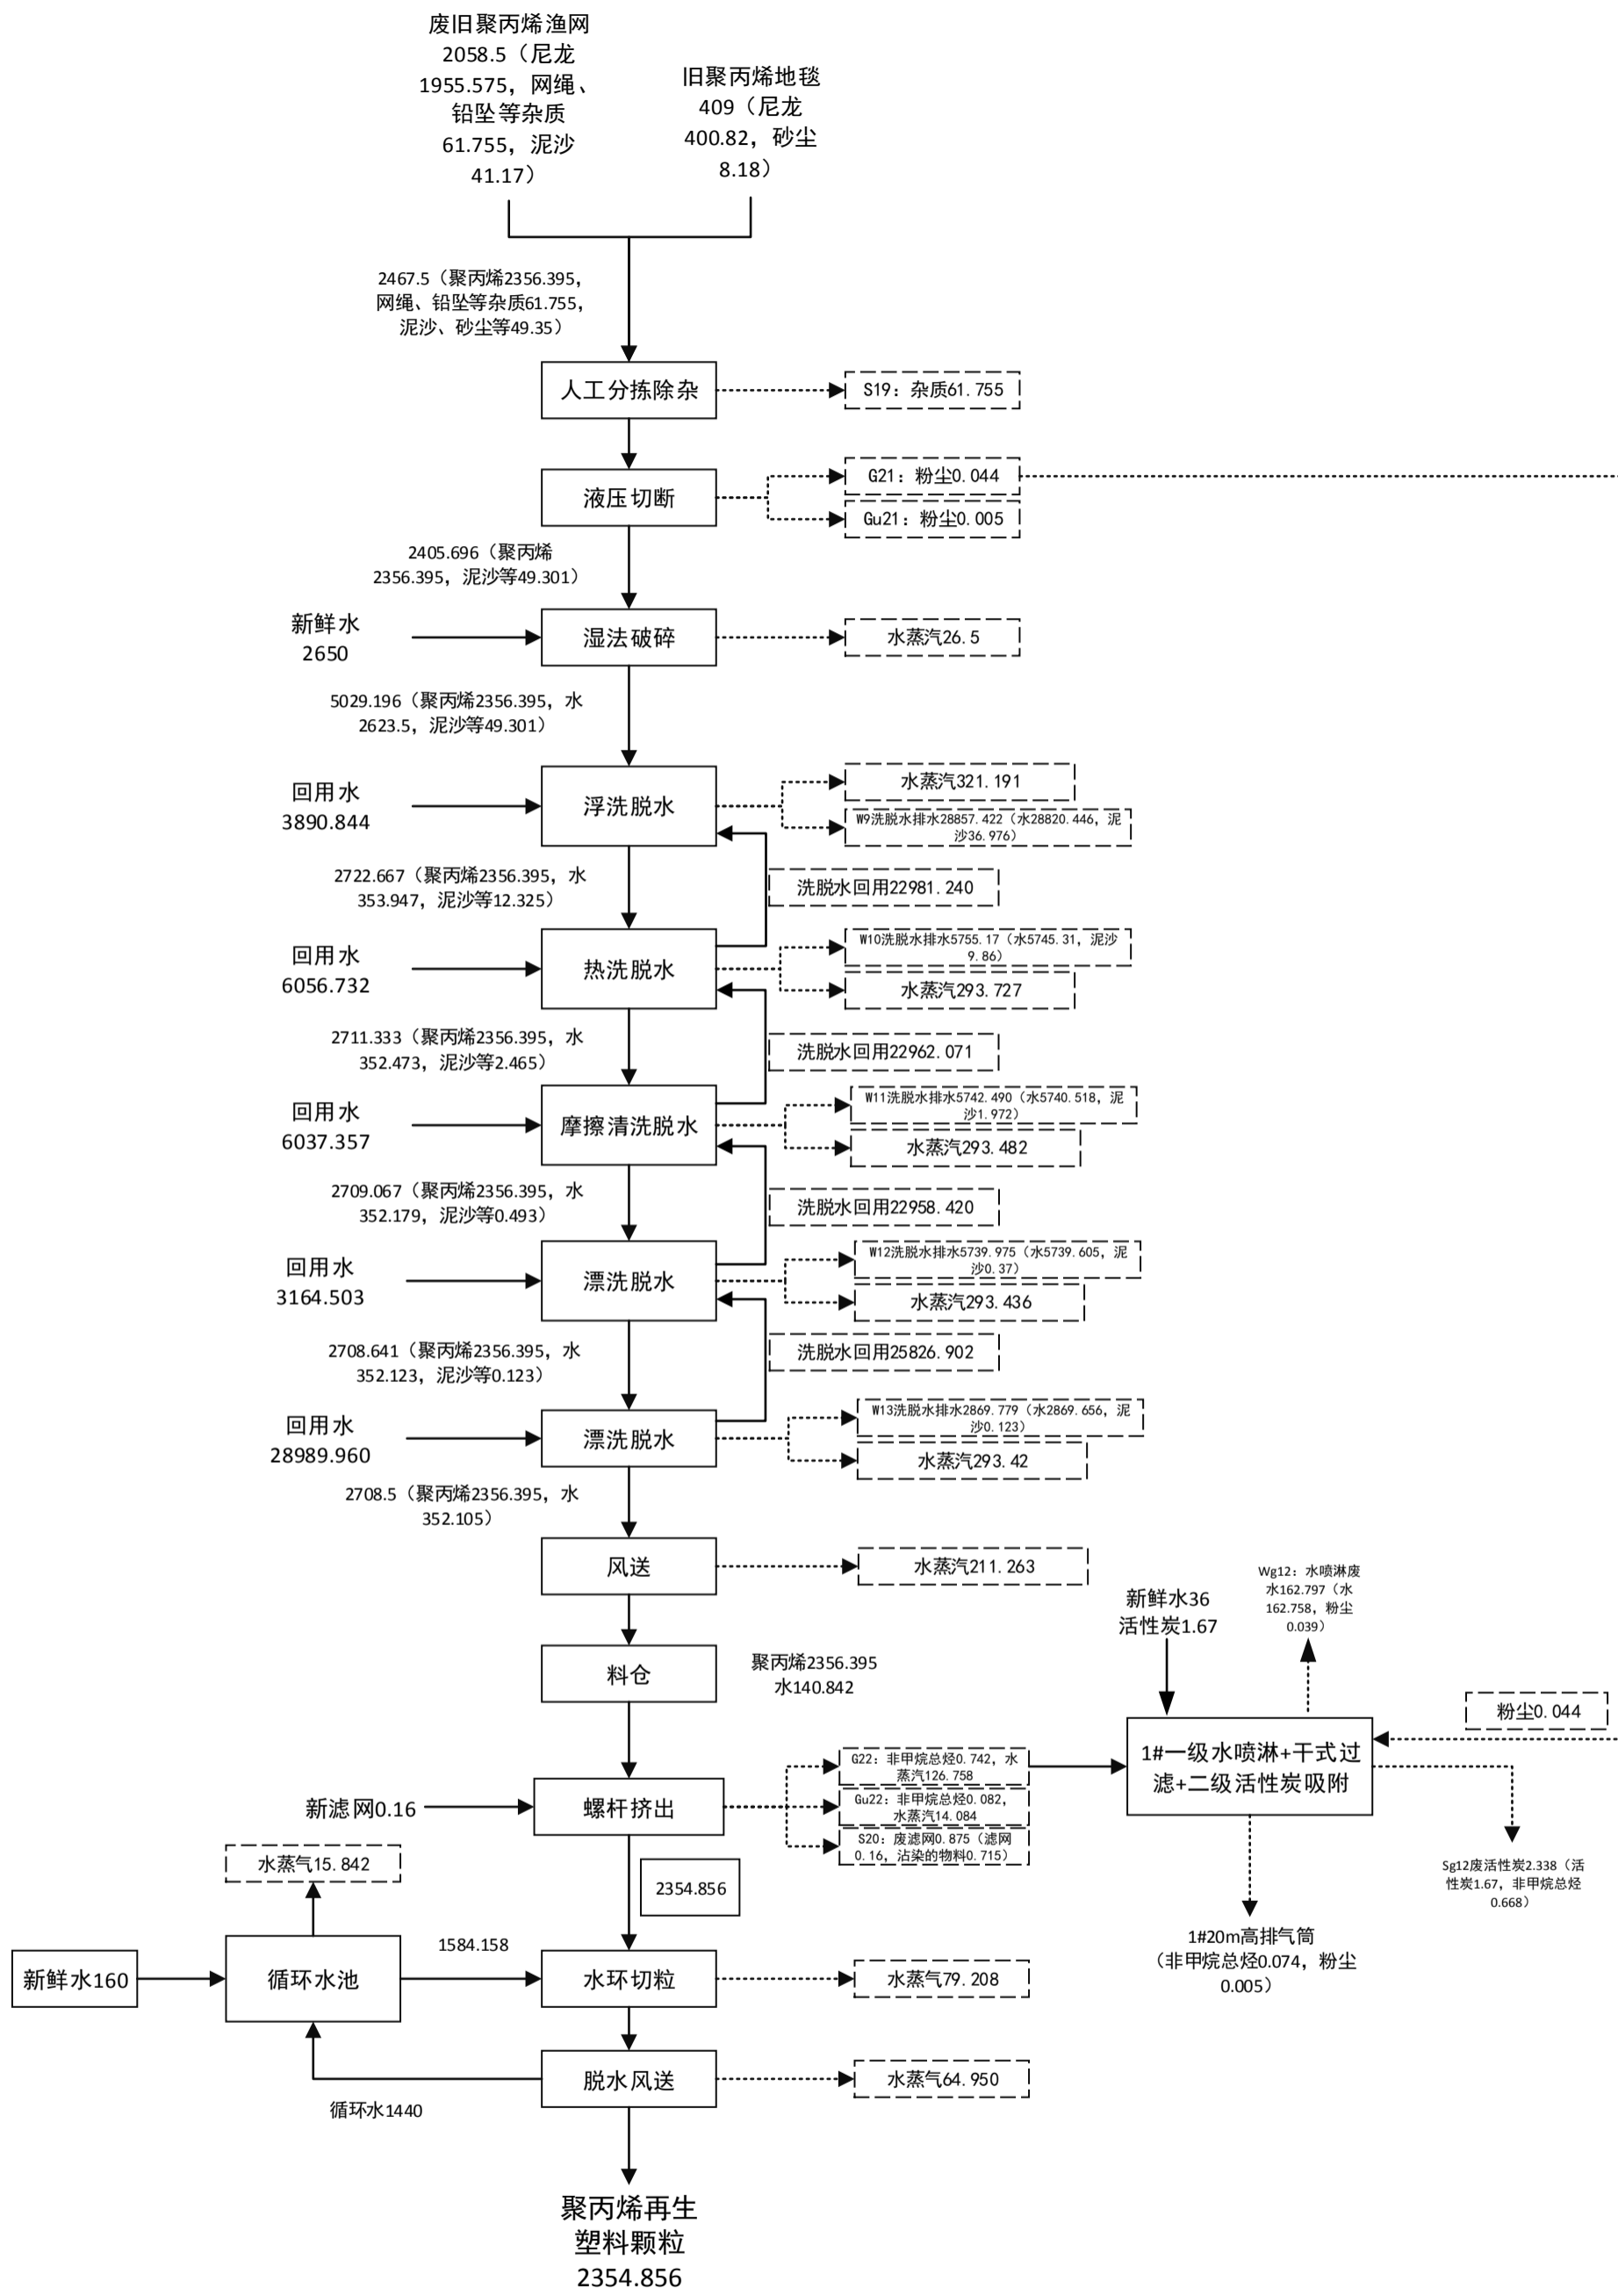 废旧聚丙烯渔网
2058.5（尼龙
1955.575，网绳、
铅坠等杂质
61.755，泥沙
41.17）
旧聚丙烯地毯
409（尼龙
400.82，砂尘
8.18）
2467.5（聚丙烯2356.395，
网绳、铅坠等杂质61.755，
泥沙、砂尘等49.35）
人工分拣除杂
S19：杂质61.755
液压切断
G21：粉尘0.044
Gu21：粉尘0.005
2405.696（聚丙烯
2356.395，泥沙等49.301）
新鲜水
2650
湿法破碎
水蒸汽26.5
5029.196（聚丙烯2356.395，水
2623.5，泥沙等49.301）
回用水
3890.844
浮洗脱水
水蒸汽321.191
W9洗脱水排水28857.422（水28820.446，泥
沙36.976）
2722.667（聚丙烯2356.395，水
353.947，泥沙等12.325）
洗脱水回用22981.240
回用水
6056.732
热洗脱水
W10洗脱水排水5755.17（水5745.31，泥沙
9.86）
水蒸汽293.727
2711.333（聚丙烯2356.395，水
352.473，泥沙等2.465）
洗脱水回用22962.071
回用水
6037.357
摩擦清洗脱水
W11洗脱水排水5742.490（水5740.518，泥
沙1.972）
水蒸汽293.482
2709.067（聚丙烯2356.395，水
352.179，泥沙等0.493）
洗脱水回用22958.420
回用水
3164.503
漂洗脱水
W12洗脱水排水5739.975（水5739.605，泥
沙0.37）
水蒸汽293.436
2708.641（聚丙烯2356.395，水
352.123，泥沙等0.123）
洗脱水回用25826.902
回用水
28989.960
漂洗脱水
W13洗脱水排水2869.779（水2869.656，泥
沙0.123）
水蒸汽293.42
2708.5（聚丙烯2356.395，水
352.105）
风送
水蒸汽211.263
料仓
聚丙烯2356.395
水140.842
新鲜水36
活性炭1.67
Wg12：水喷淋废
水162.797（水
162.758，粉尘
0.039）
粉尘0.044
1#一级水喷淋+干式过
滤+二级活性炭吸附
新滤网0.16
螺杆挤出
G22：非甲烷总烃0.742，水
蒸汽126.758
Gu22：非甲烷总烃0.082，
水蒸汽14.084
S20：废滤网0.875（滤网
0.16，沾染的物料0.715）
Sg12废活性炭2.338（活
性炭1.67，非甲烷总烃
0.668）
1#20m高排气筒
（非甲烷总烃0.074，粉尘
0.005）
水蒸气15.842
2354.856
新鲜水160
循环水池
1584.158
水环切粒
水蒸气79.208
脱水风送
水蒸气64.950
循环水1440
聚丙烯再生
塑料颗粒
2354.856